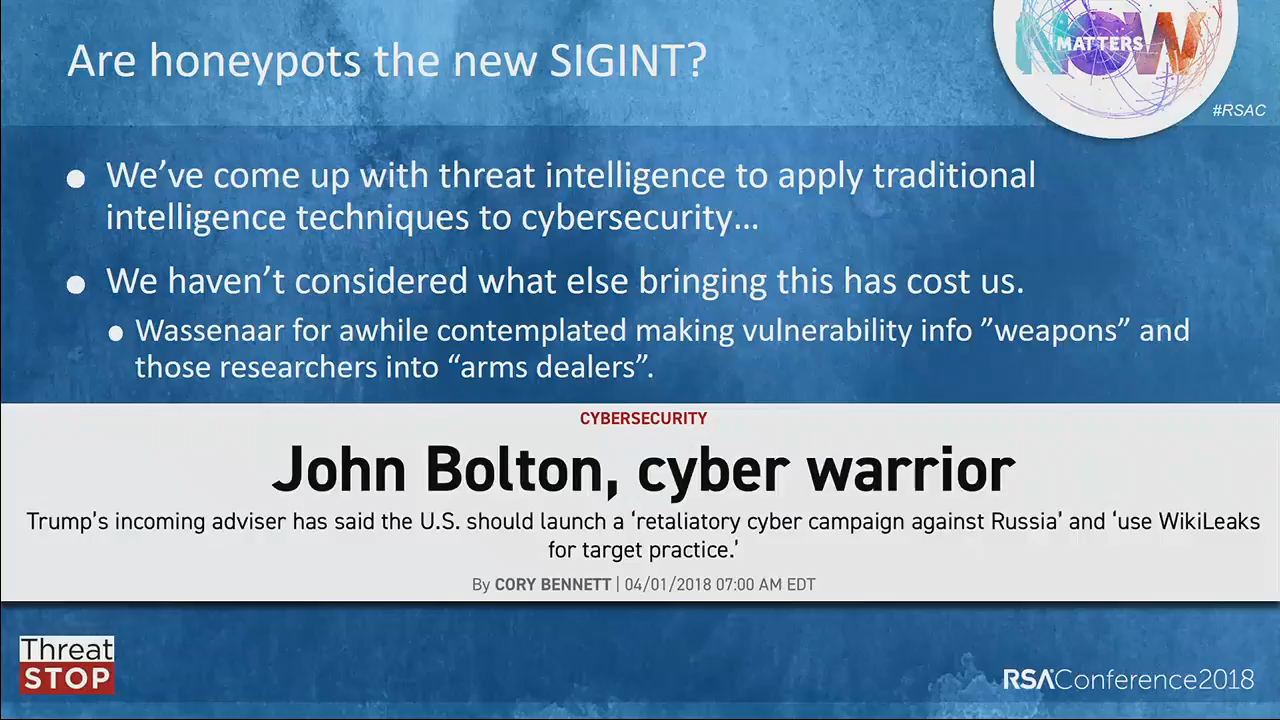 Are honeypots the new SIGINT?
NOW
MATTERS
#RSAC
● We’ve come up with threat intelligence to apply traditional
intelligence techniques to cybersecurity…
● We haven’t considered what else bringing this has cost us.
● Wassenaar for awhile contemplated making vulnerability info ”weapons” and
those researchers into “arms dealers”.
CYBERSECURITY
John Bolton, cyber warrior
Trump’s incoming adviser has said the U.S. should launch a ‘retaliatory cyber campaign against Russia’ and ‘use WikiLeaks
for target practice.’
By CORY BENNETT | 04/01/2018 07:00 AM EDT
Threat
STOP
RSAConference2018